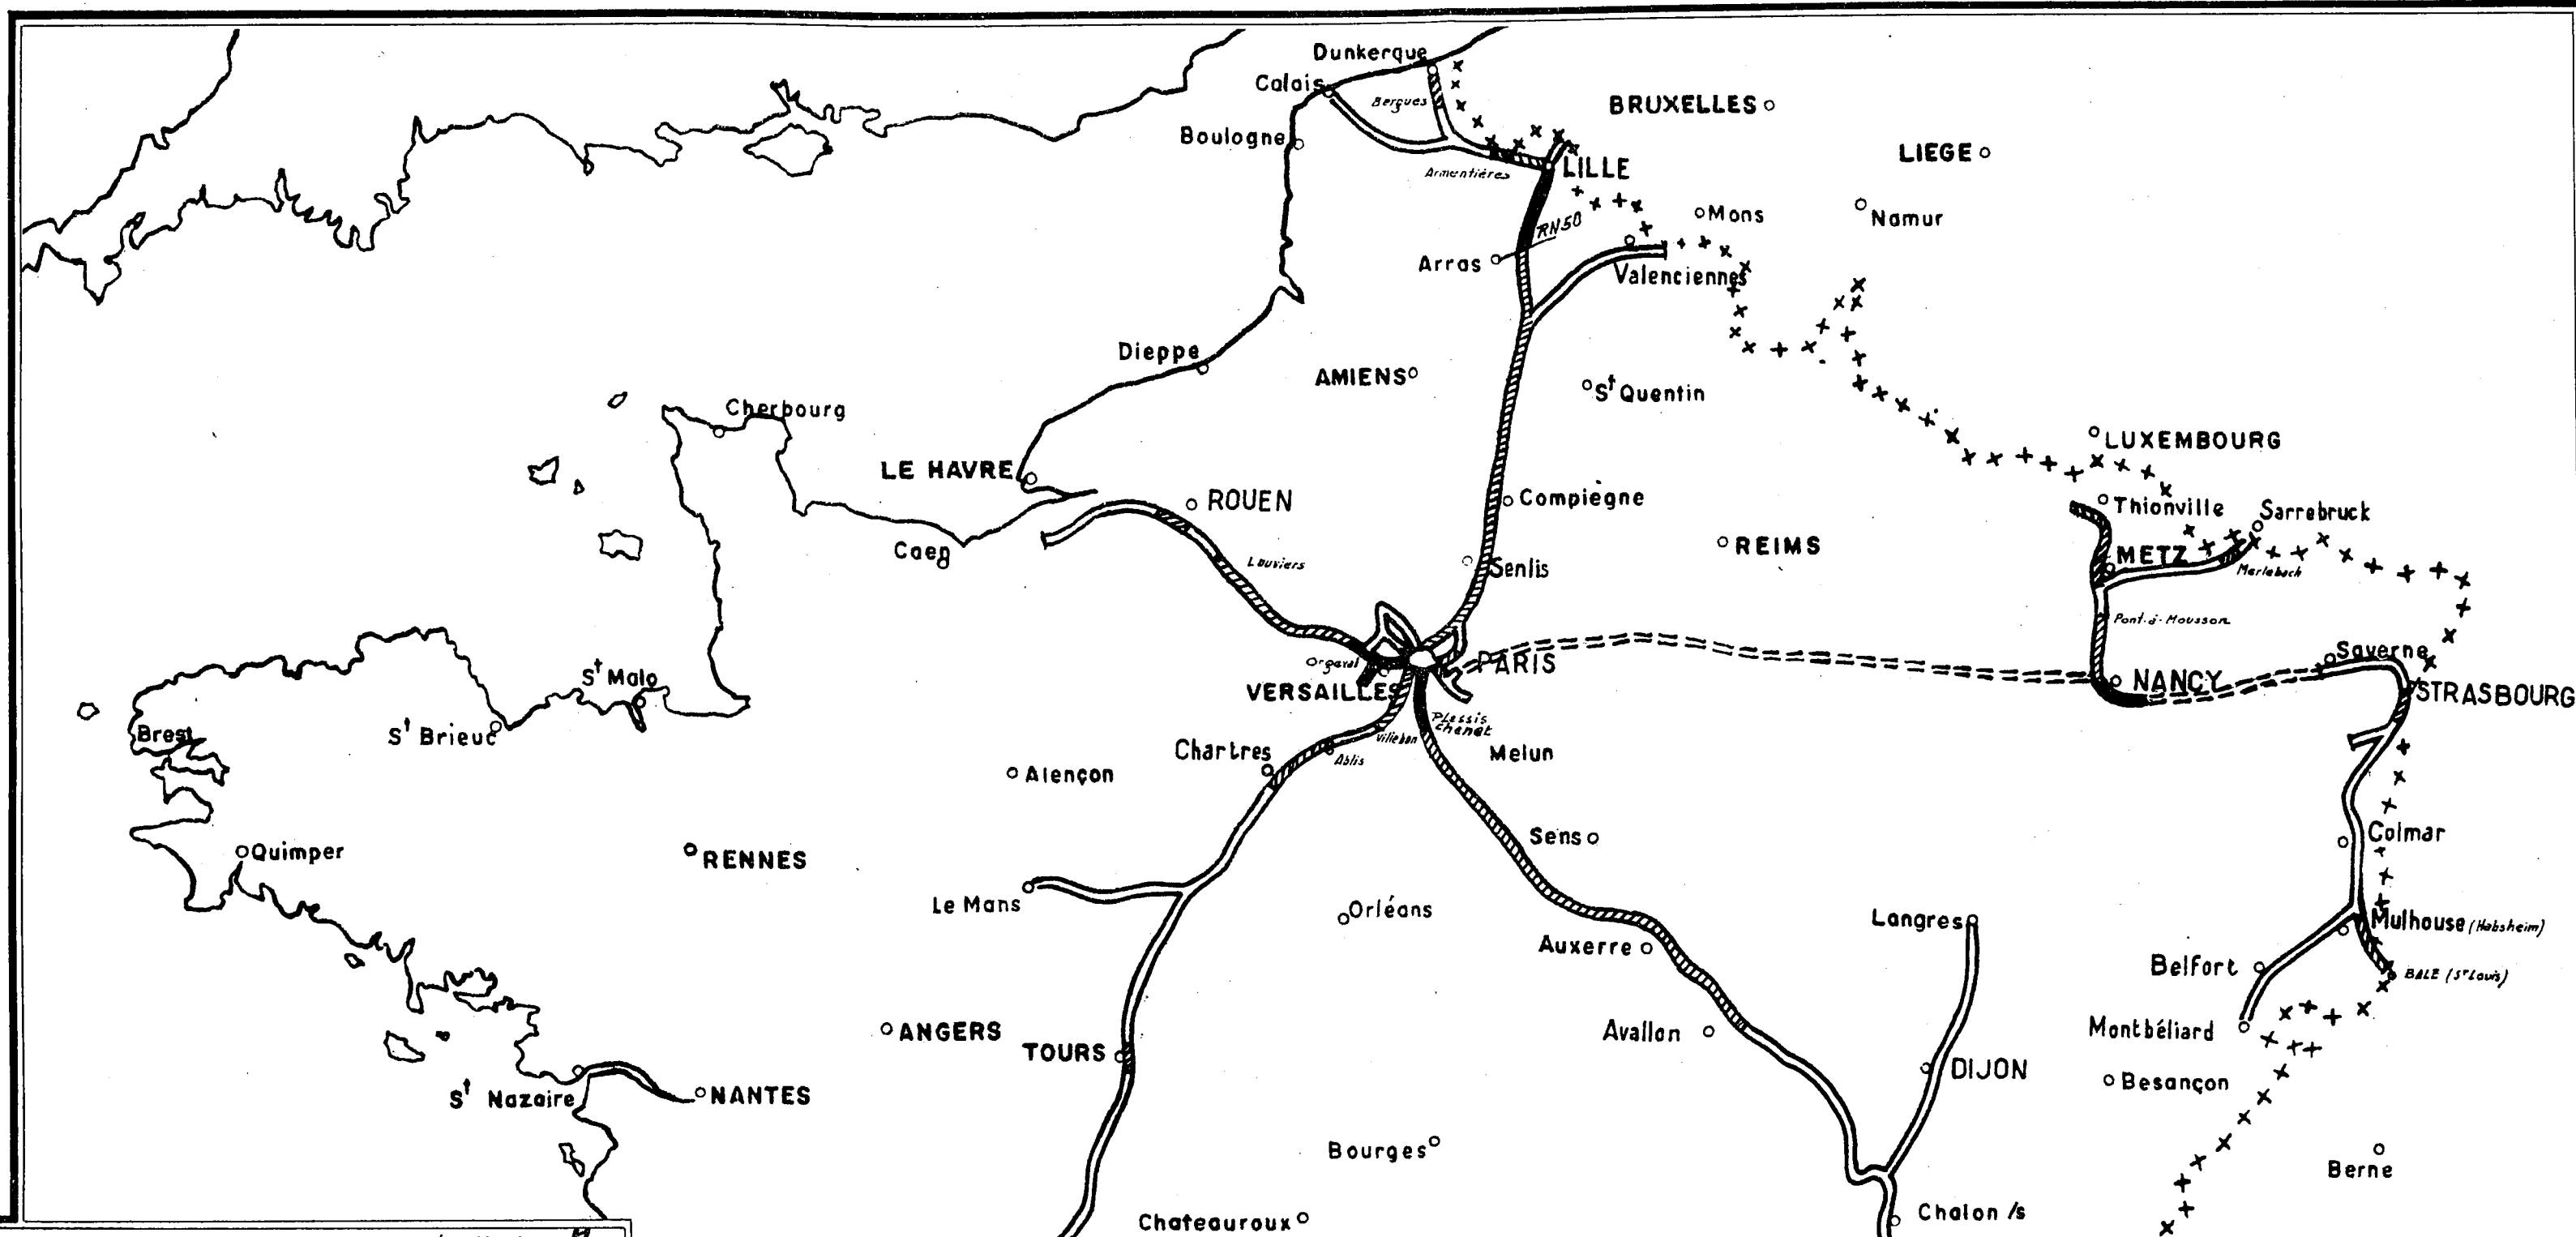 Dunkerque
Calais
Bergues
BRUXELLES
Boulogne
LIEGE
LILLE
Armentières
Mons
Namur
RN50
Arras
Valenciennes
Dieppe
AMIENS
St Quentin
Cherbourg
LUXEMBOURG
LE HAVRE
ROUEN
Compiègne
Thionville
Sarrebruck
Caen
REIMS
METZ
Louviers
Senlis
Merlebach
Pont-à-Mousson
Orgeval
PARIS
Saverne
St Malo
VERSAILLES
NANCY
STRASBOURG
Brest
St Brieuc
Plessis
Chenet
Villebon
Chartres
Ablis
Melun
Alençon
Sens
Colmar
Quimper
RENNES
Le Mans
Orléans
Langres
Mulhouse (Habsheim)
Auxerre
Belfort
BALE (St Louis)
ANGERS
TOURS
Avallon
Montbéliard
DIJON
Besançon
St Nazaire
NANTES
Bourges
Berne
Chateauroux
Chalon /s